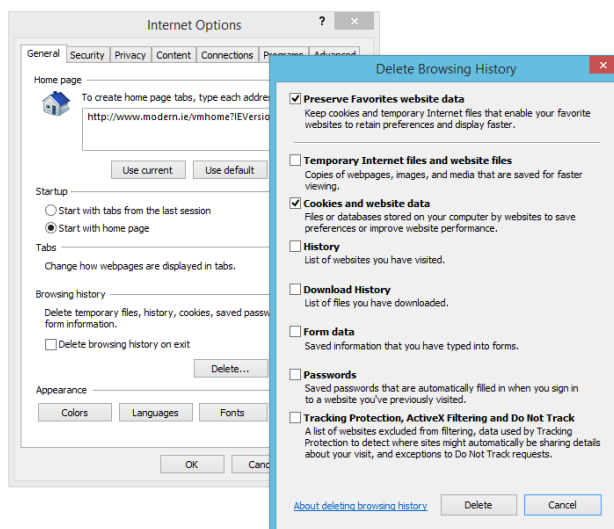 Internet Options
?
×
General Security Privacy Content Connections Programs Advanced
Home page
To create home page tabs, type each addre
http://www.modern.ie/vmhome?IEVersio
Use current Use default
Startup
Start with tabs from the last session
Start with home page
Tabs
Change how webpages are displayed in tabs.
Browsing history
Delete temporary files, history, cookies, saved passw
form information.
Delete browsing history on exit
Delete...
Appearance
Colors Languages Fonts
OK Canc
Delete Browsing History
×
Preserve Favorites website data
Keep cookies and temporary Internet files that enable your favorite
websites to retain preferences and display faster.
Temporary Internet files and website files
Copies of webpages, images, and media that are saved for faster
viewing.
Cookies and website data
Files or databases stored on your computer by websites to save
preferences or improve website performance.
History
List of websites you have visited.
Download History
List of files you have downloaded.
Form data
Saved information that you have typed into forms.
Passwords
Saved passwords that are automatically filled in when you sign in
to a website you've previously visited.
Tracking Protection, ActiveX Filtering and Do Not Track
A list of websites excluded from filtering, data used by Tracking
Protection to detect where sites might automatically be sharing details
about your visit, and exceptions to Do Not Track requests.
About deleting browsing history Delete Cancel